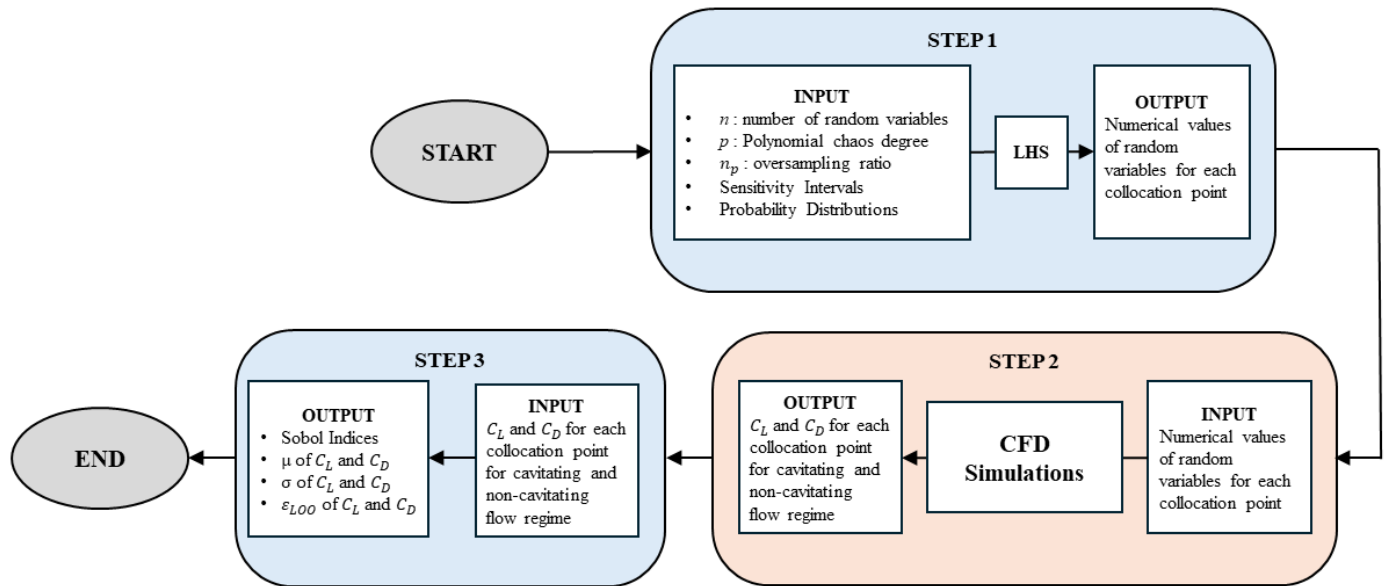 STEP 1
INPUT
• n : number of random variables
• p : Polynomial chaos degree
• nₚ : oversampling ratio
• Sensitivity Intervals
• Probability Distributions
LHS
OUTPUT
Numerical values
of random
variables for each
collocation point
START
STEP 2
INPUT
Numerical values
of random
variables for each
collocation point
CFD
Simulations
OUTPUT
C_L and C_D for each
collocation point
for cavitating and
non-cavitating
flow regime
STEP 3
INPUT
C_L and C_D for each
collocation point
for cavitating and
non-cavitating
flow regime
OUTPUT
• Sobol Indices
• μ of C_L and C_D
• σ of C_L and C_D
• ε_LOO of C_L and C_D
END